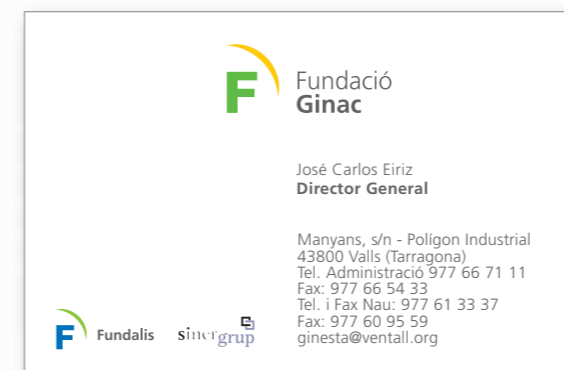 F Fundació
Ginac
José Carlos Eiriz
Director General
Manyans, s/n - Polígon Industrial
43800 Valls (Tarragona)
Tel. Administració 977 66 71 11
Fax: 977 66 54 33
Tel. i Fax Nau: 977 61 33 37
Fax: 977 60 95 59
ginesta@ventall.org
F Fundalis
sinergrup